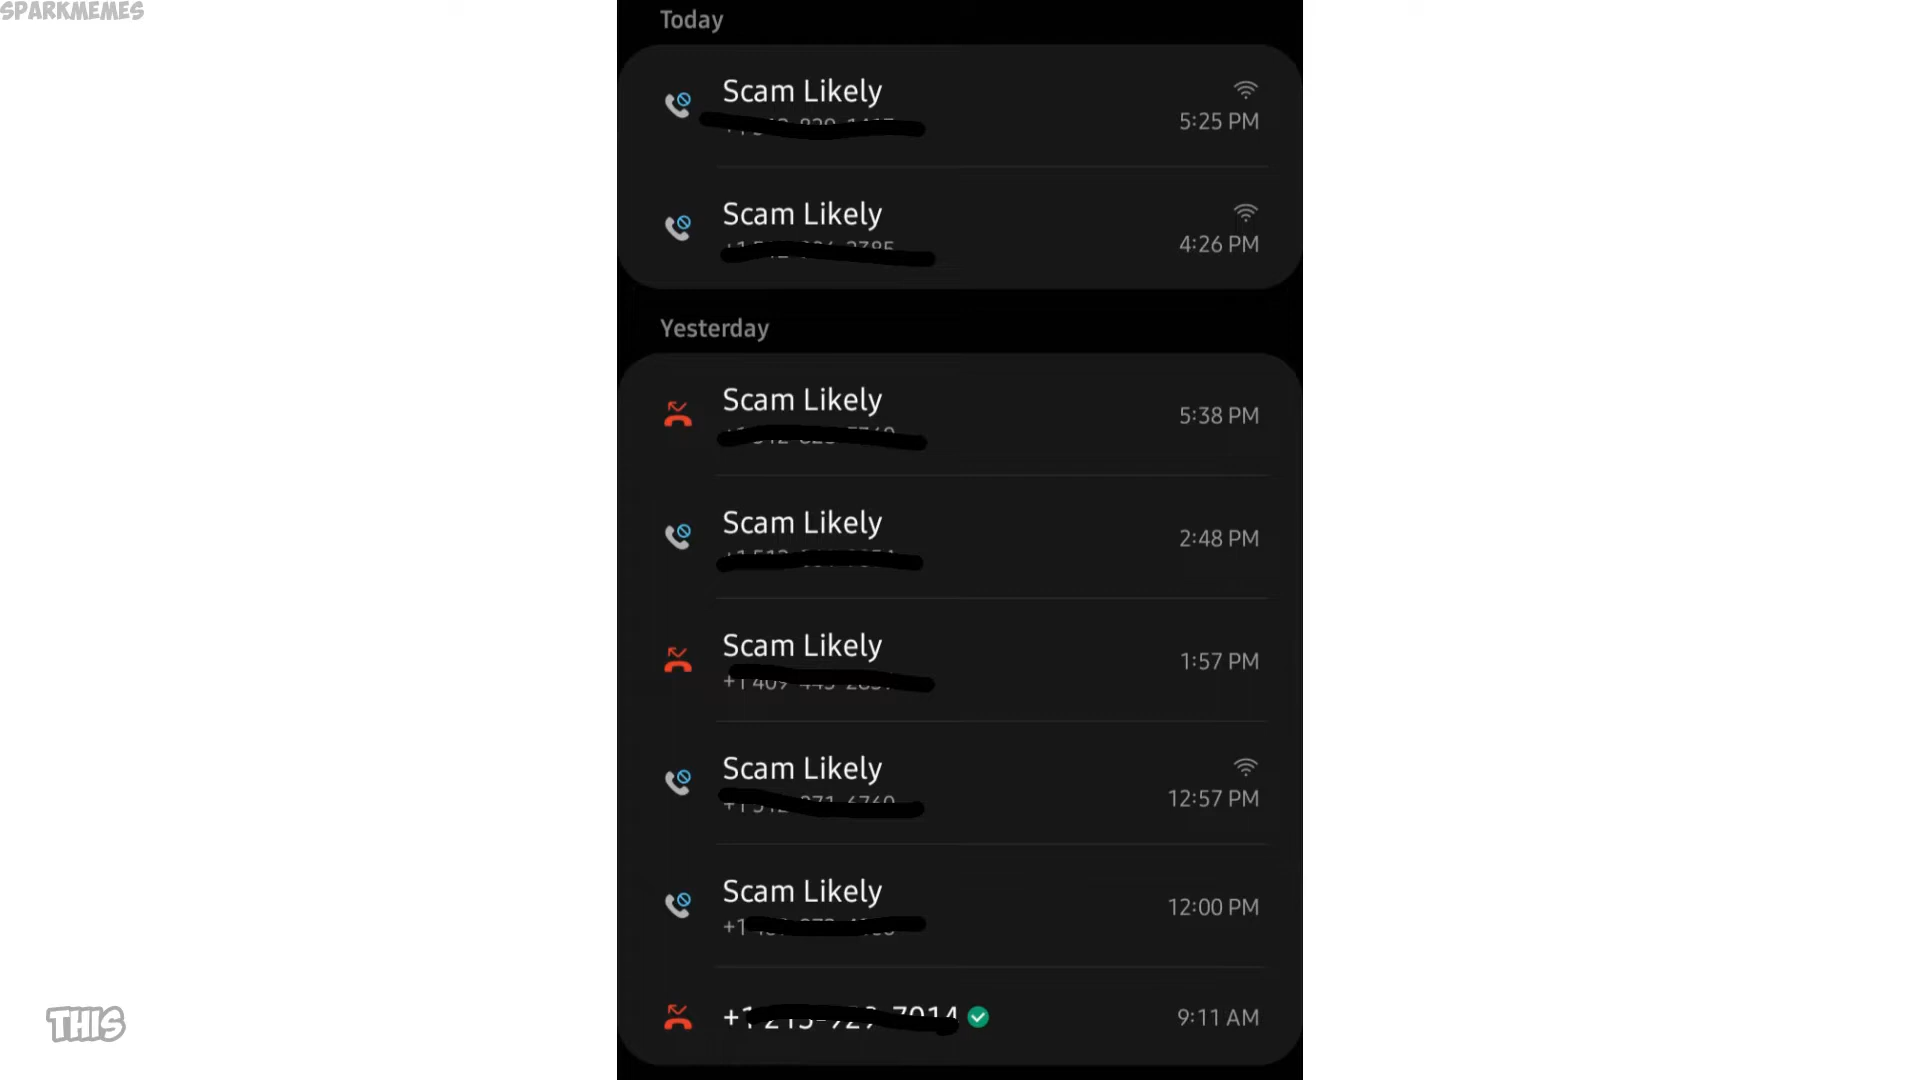 SPARKMEMES
Today
Scam Likely
5:25 PM
Scam Likely
4:26 PM
Yesterday
Scam Likely
5:38 PM
Scam Likely
2:48 PM
Scam Likely
1:57 PM
Scam Likely
12:57 PM
Scam Likely
12:00 PM
9:11 AM
THIS